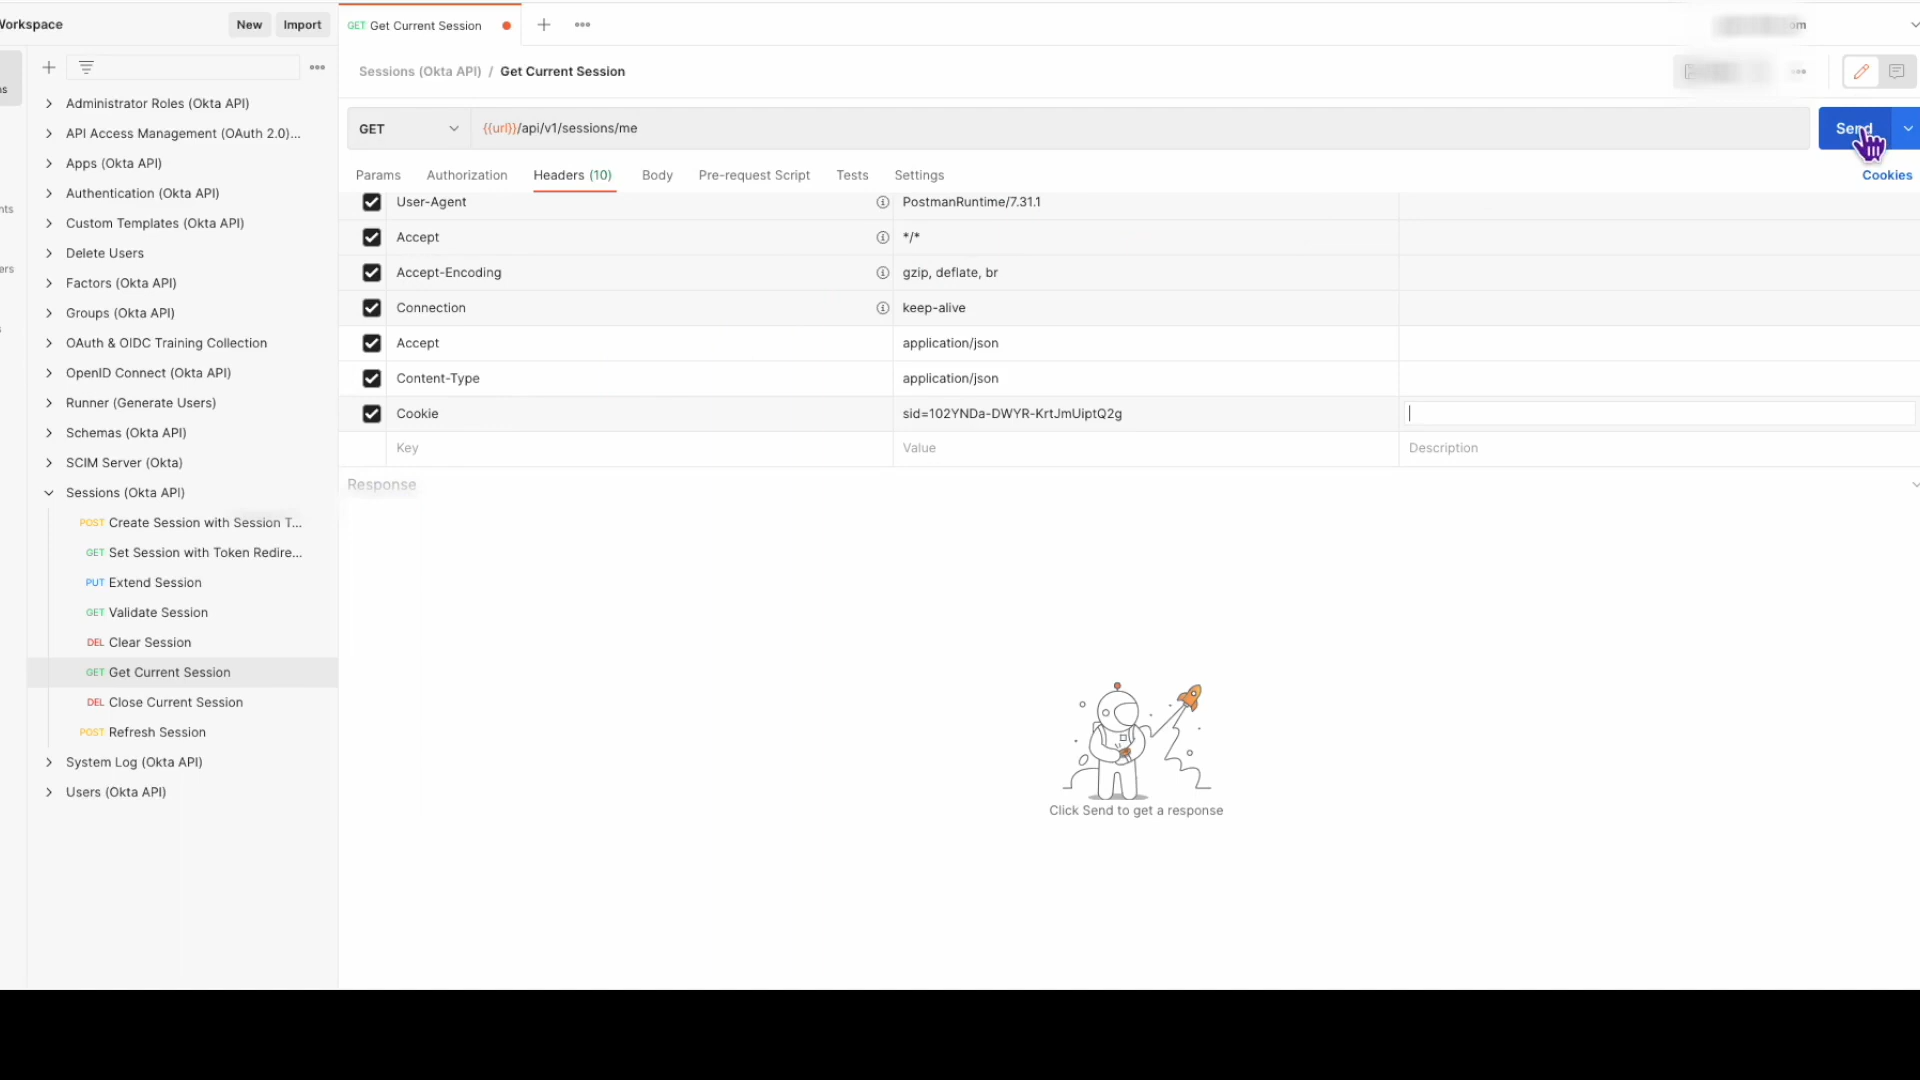 Workspace
New
Import
GET Get Current Session
om
Sessions (Okta API) / Get Current Session
GET
{{url}}/api/v1/sessions/me
Send
Params
Authorization
Headers (10)
Body
Pre-request Script
Tests
Settings
Cookies
User-Agent
PostmanRuntime/7.31.1
Accept
*/*
Accept-Encoding
gzip, deflate, br
Connection
keep-alive
Accept
application/json
Content-Type
application/json
Cookie
sid=102YNDa-DWYR-KrtJmUiptQ2g
Key
Value
Description
Response
Click Send to get a response
ns
nts
ers
s
Administrator Roles (Okta API)
API Access Management (OAuth 2.0)...
Apps (Okta API)
Authentication (Okta API)
Custom Templates (Okta API)
Delete Users
Factors (Okta API)
Groups (Okta API)
OAuth & OIDC Training Collection
OpenID Connect (Okta API)
Runner (Generate Users)
Schemas (Okta API)
SCIM Server (Okta)
Sessions (Okta API)
POST Create Session with Session T...
GET Set Session with Token Redire...
PUT Extend Session
GET Validate Session
DEL Clear Session
GET Get Current Session
DEL Close Current Session
POST Refresh Session
System Log (Okta API)
Users (Okta API)